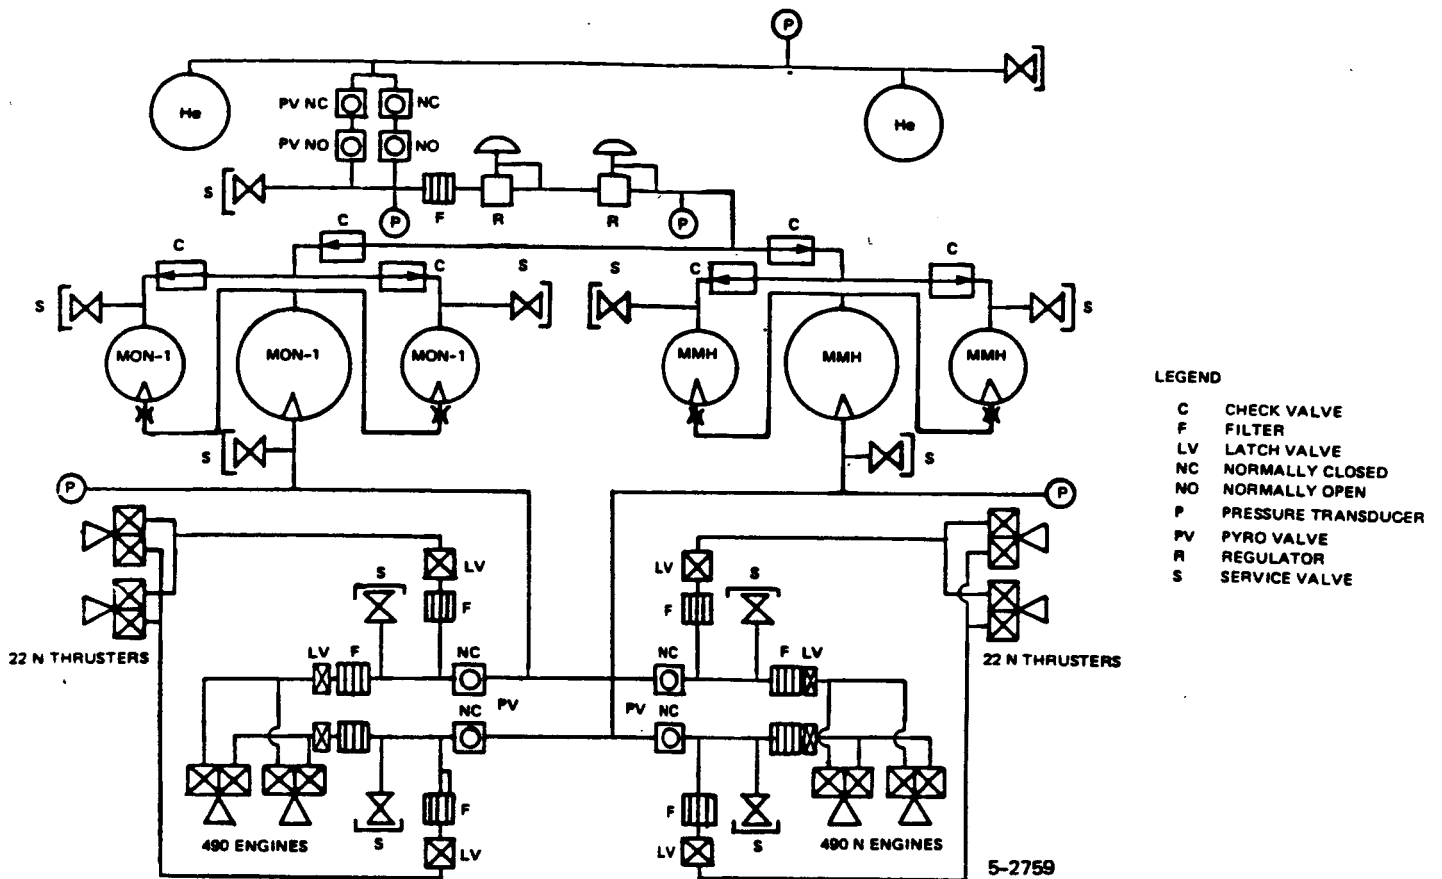 P
He
PV NC
NC
He
PV NO
NO
S
P
F
R
R
P
C
C
C
C
S
S
C
C
S
S
MON-1
MON-1
MON-1
MMH
MMH
MMH
S
S
P
P
LEGEND
C CHECK VALVE
F FILTER
LV LATCH VALVE
NC NORMALLY CLOSED
NO NORMALLY OPEN
P PRESSURE TRANSDUCER
PV PYRO VALVE
R REGULATOR
S SERVICE VALVE
LV
S
F
LV
S
F
22 N THRUSTERS
22 N THRUSTERS
LV F
NC
NC
F LV
PV
PV
NC
NC
F
F
490 ENGINES
S
LV
LV
S
490 N ENGINES
5-2759